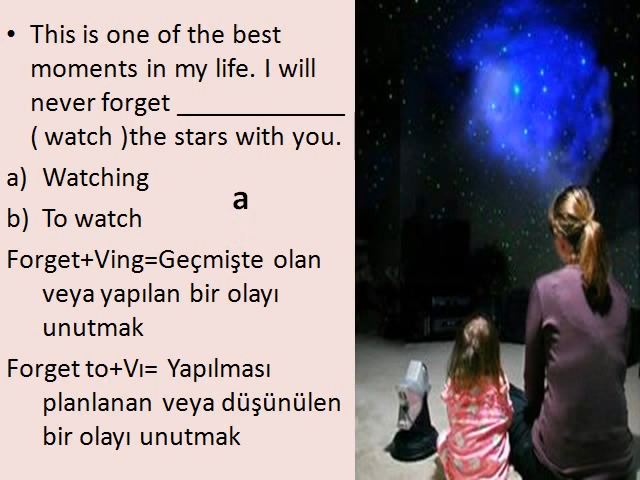 • This is one of the best
moments in my life. I will
never forget ____________
( watch )the stars with you.
a) Watching
a
b) To watch
Forget+Ving=Geçmişte olan
veya yapılan bir olayı
unutmak
Forget to+Vı= Yapılması
planlanan veya düşünülen
bir olayı unutmak